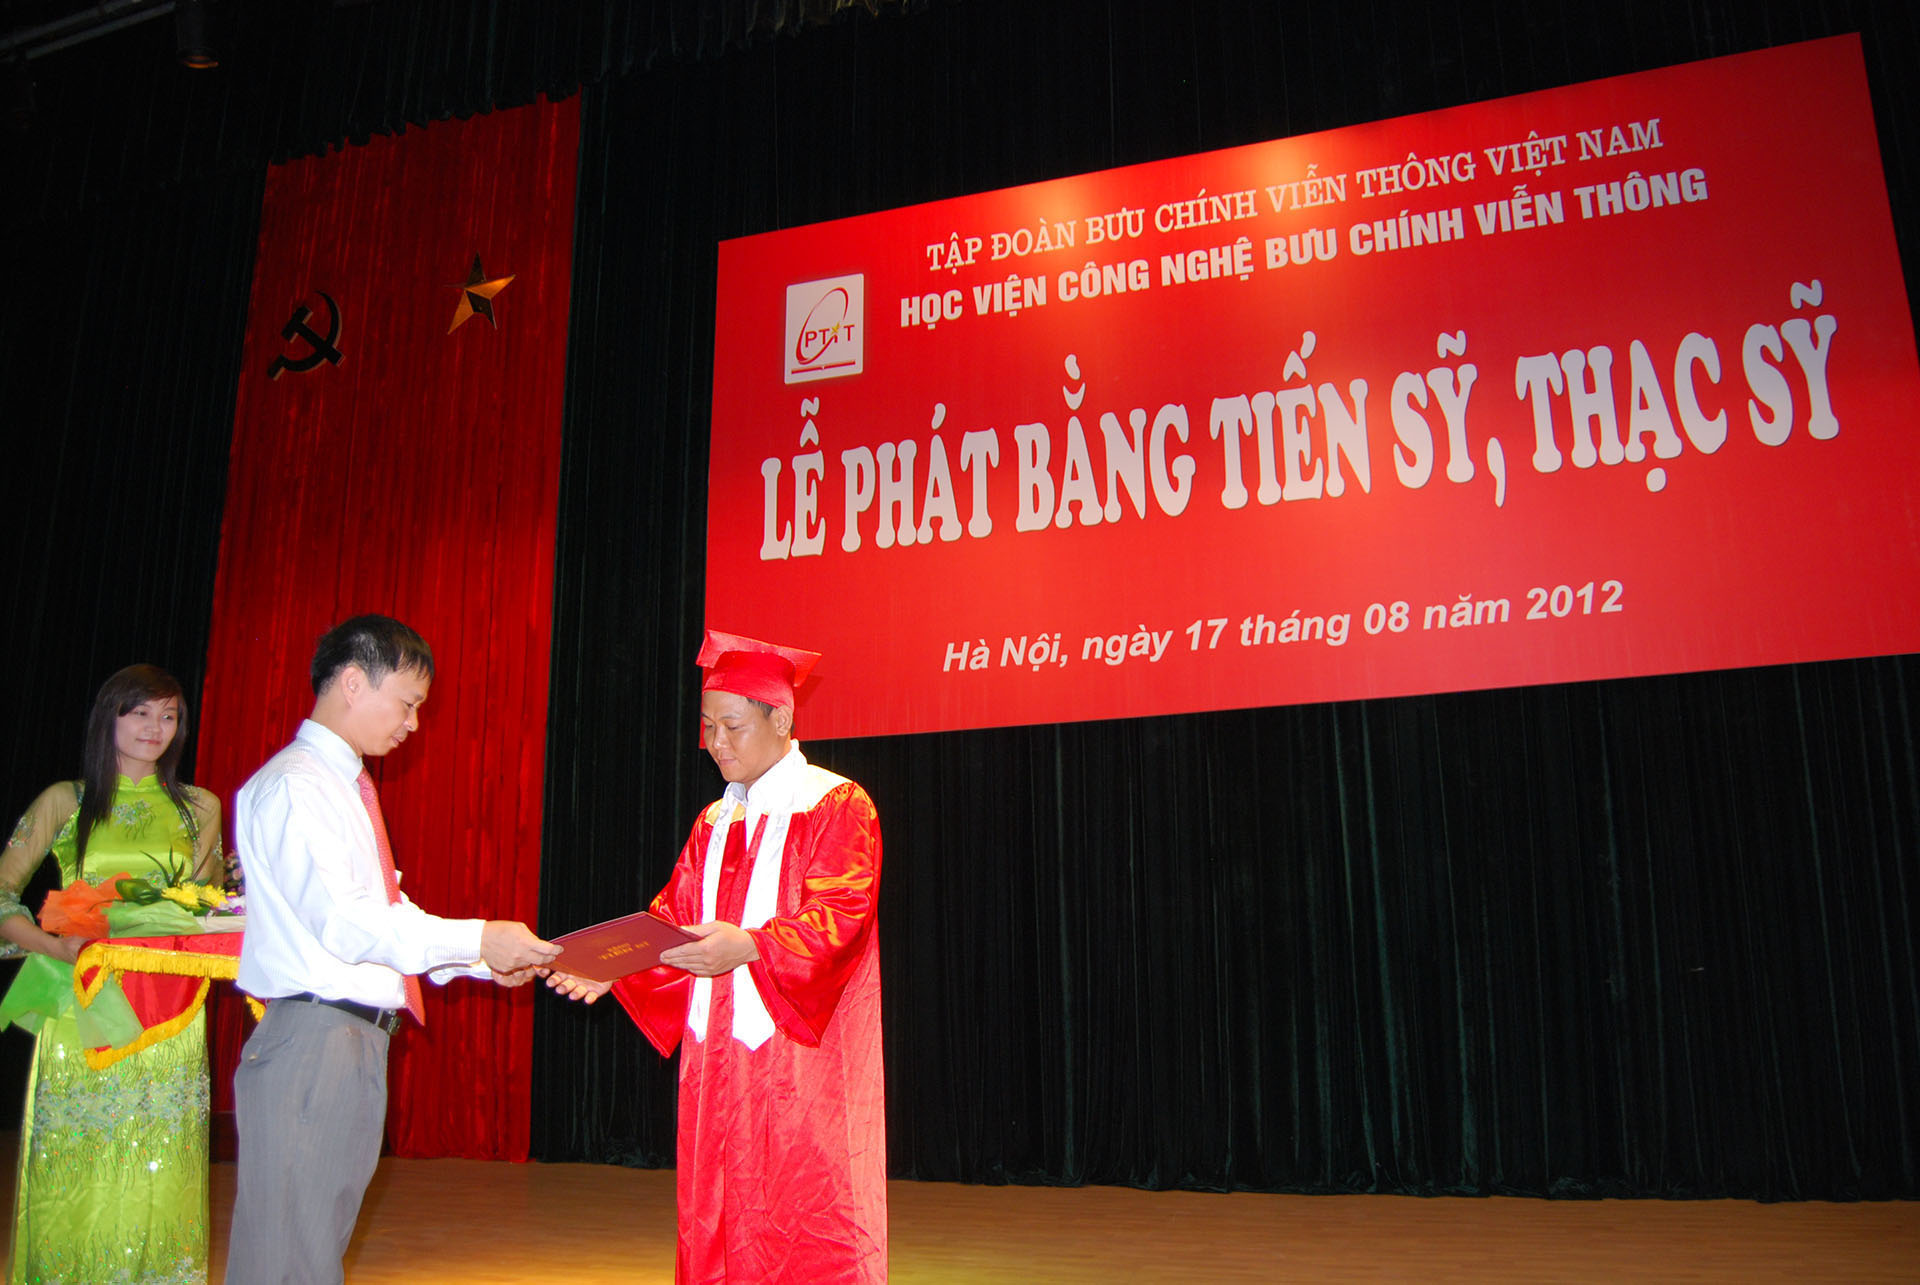 TẬP ĐOÀN BƯU CHÍNH VIỄN THÔNG VIỆT NAM
HỌC VIỆN CÔNG NGHỆ BƯU CHÍNH VIỄN THÔNG
PTIT
LỄ PHÁT BẰNG TIẾN SỸ, THẠC SỸ
Hà Nội, ngày 17 tháng 08 năm 2012